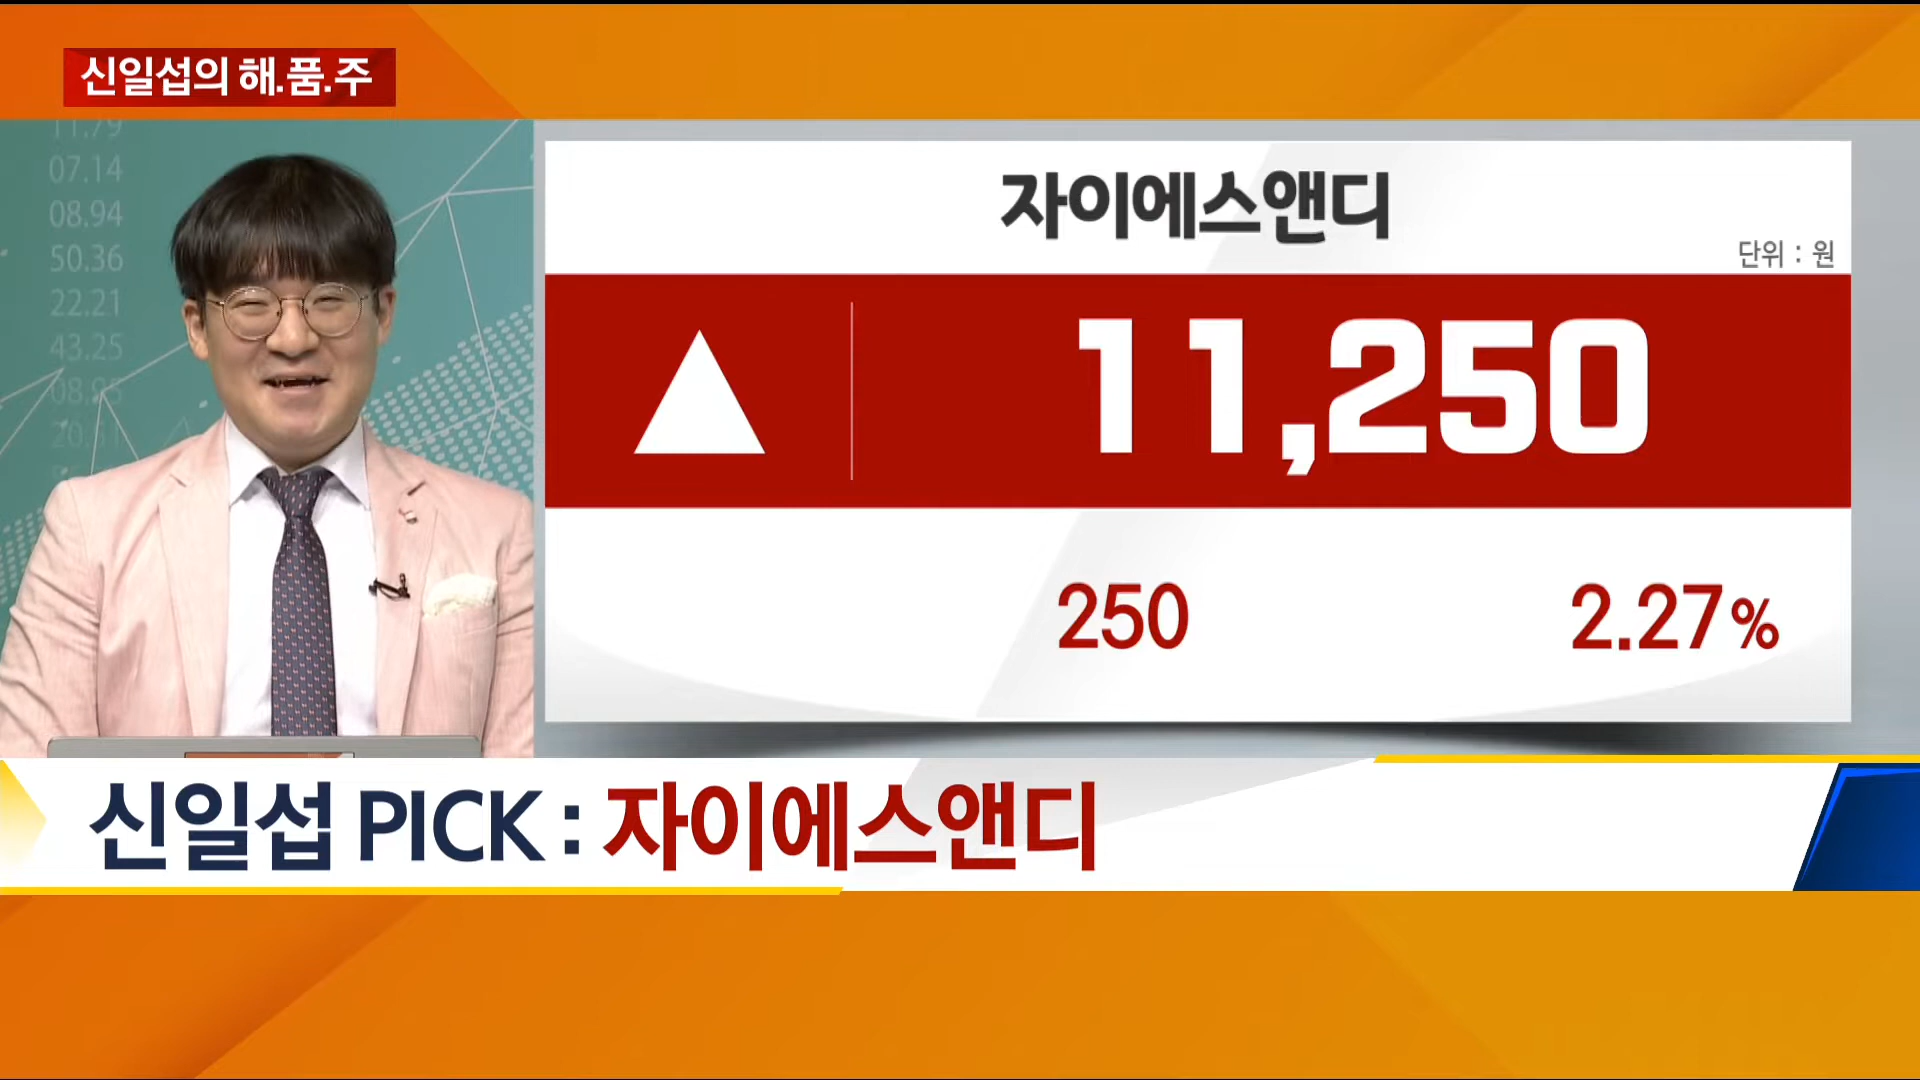 신일섭의 해.품.주
11.79
07.14
08.94
50.36
22.21
43.25
자이에스앤디
단위 : 원
▲ 11,250
250 2.27%
신일섭 PICK : 자이에스앤디